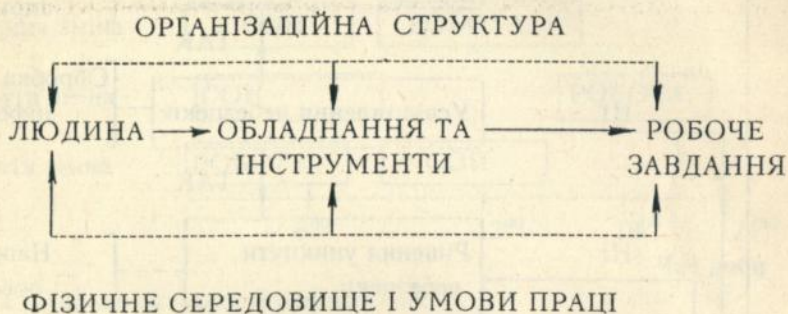 ОРГАНІЗАЦІЙНА СТРУКТУРА
ЛЮДИНА ОБЛАДНАННЯ ТА РОБОЧЕ
ІНСТРУМЕНТИ ЗАВДАННЯ
ФІЗИЧНЕ СЕРЕДОВИЩЕ І УМОВИ ПРАЦІ